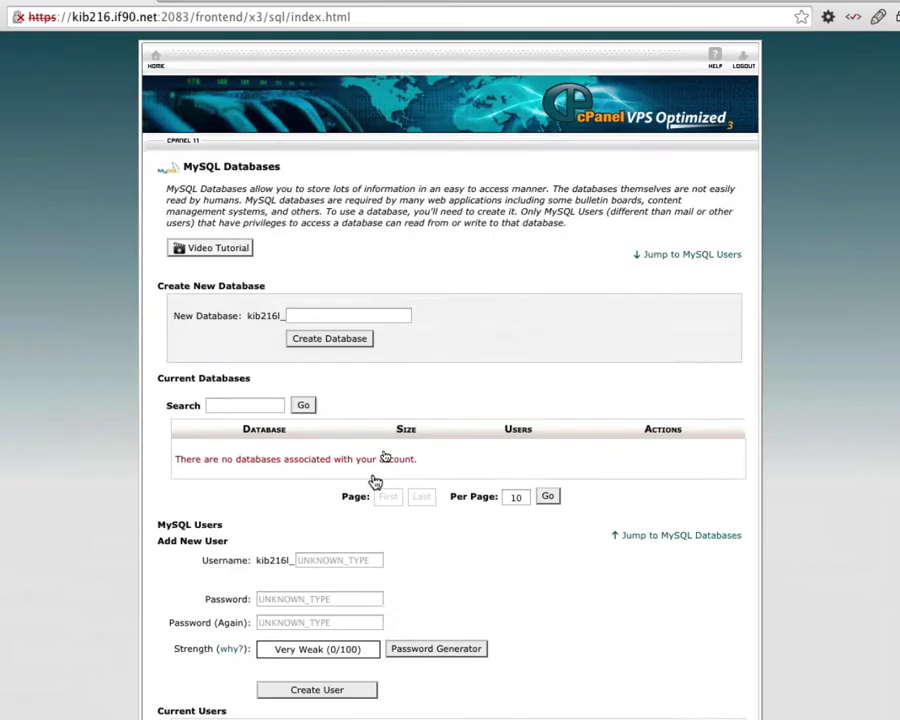 https://kib216.if90.net:2083/frontend/x3/sql/index.html
HOME
HELP LOGOUT
cPanel VPS Optimized 3
CPANEL 11
MySQL Databases
MySQL Databases allow you to store lots of information in an easy to access manner. The databases themselves are not easily
read by humans. MySQL databases are required by many web applications including some bulletin boards, content
management systems, and others. To use a database, you'll need to create it. Only MySQL Users (different than mail or other
users) that have privileges to access a database can read from or write to that database.
Video Tutorial
Jump to MySQL Users
Create New Database
New Database: kib216l_
Create Database
Current Databases
Search Go
DATABASE SIZE USERS ACTIONS
There are no databases associated with your account.
Page: First Last Per Page: 10 Go
MySQL Users
Jump to MySQL Databases
Add New User
Username: kib216l_ UNKNOWN_TYPE
Password: UNKNOWN_TYPE
Password (Again): UNKNOWN_TYPE
Strength (why?): Very Weak (0/100) Password Generator
Create User
Current Users